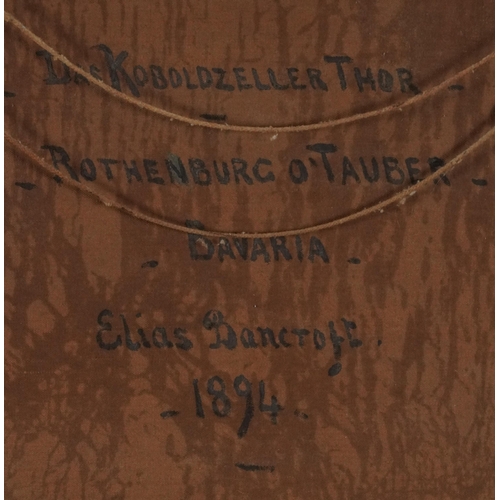 - DAS KOBOLDZELLER THOR -
- ROTHENBURG O'TAUBER -
- BAVARIA -
Elias Bancroft.
- 1894.